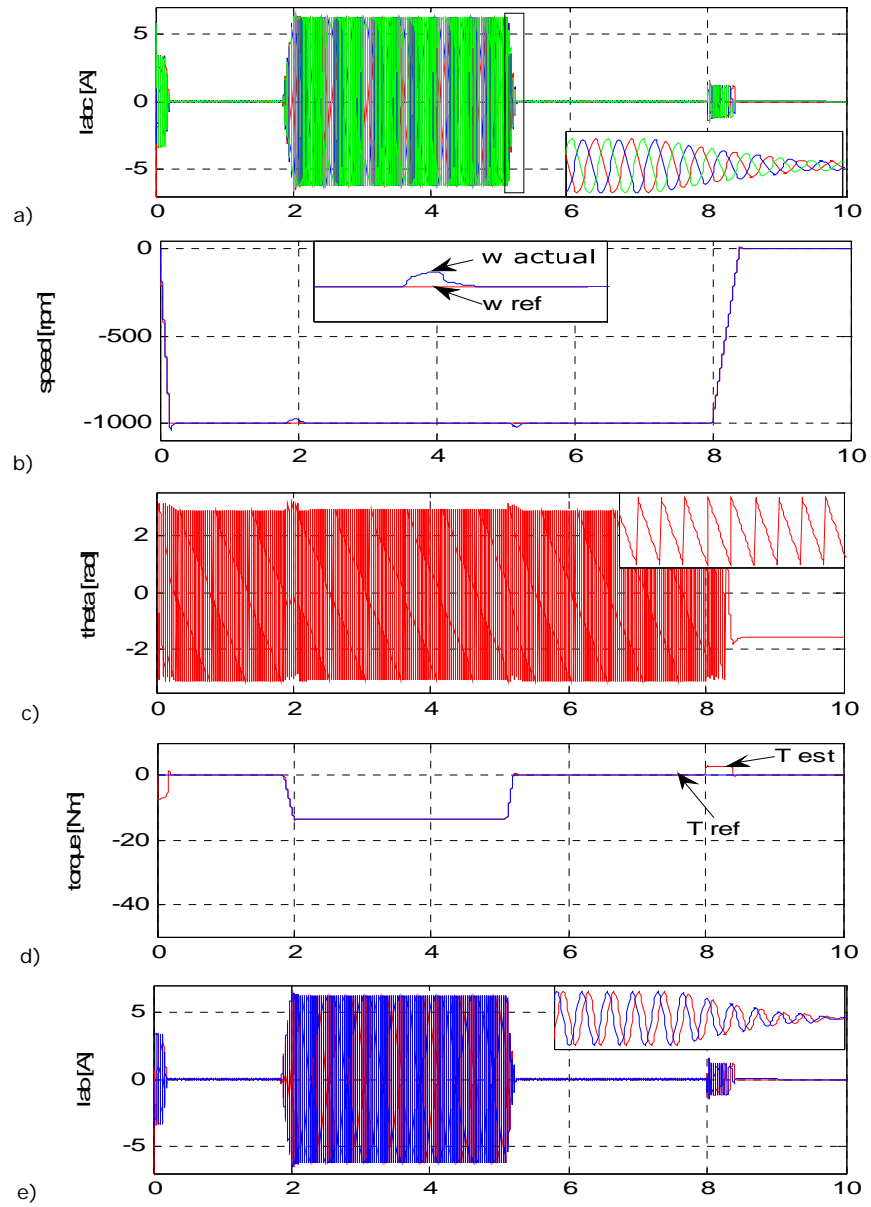 Iabc [A]
5
0
-5
0 2 4 6 8 10
a)
speed [rpm]
0
-500
-1000
w actual
w ref
0 2 4 6 8 10
b)
theta [rad]
2
0
-2
0 2 4 6 8 10
c)
torque [Nm]
0
-20
-40
T est
T ref
0 2 4 6 8 10
d)
Iab [A]
5
0
-5
0 2 4 6 8 10
e)